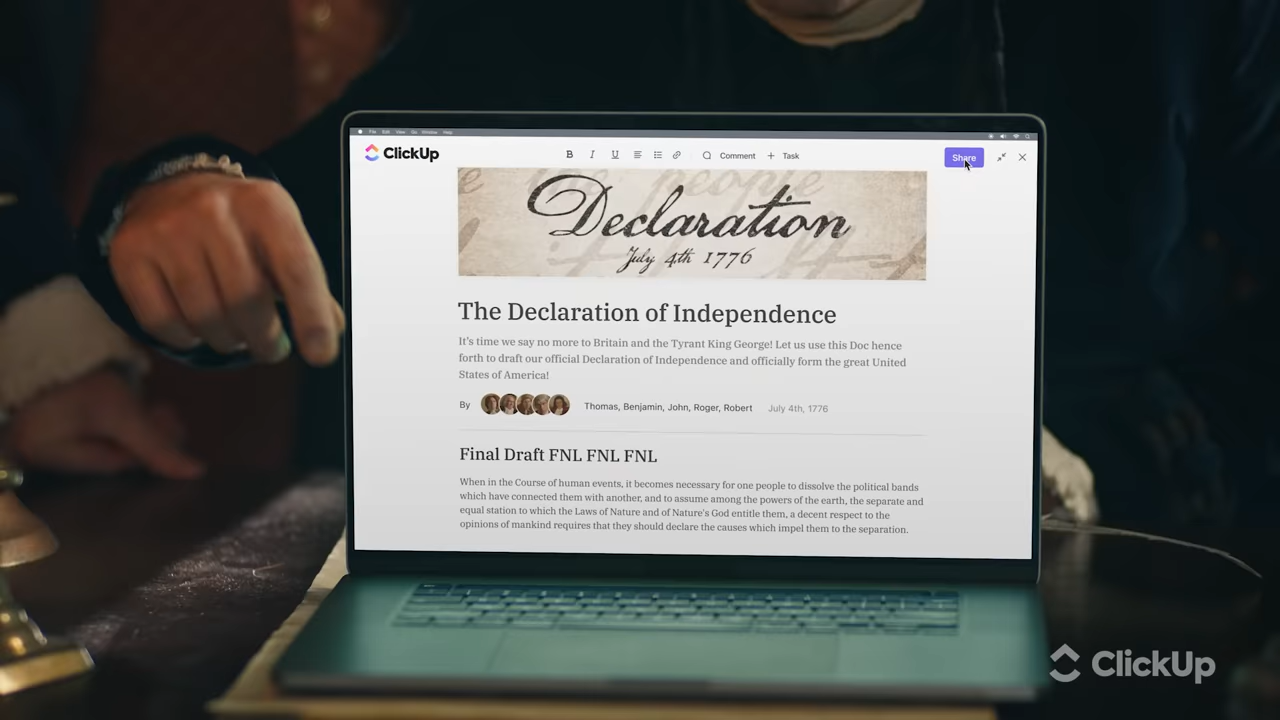 File Edit View Go Window Help
ClickUp
B I U Comment + Task
Share
Declaration
July 4th 1776
The Declaration of Independence
It's time we say no more to Britain and the Tyrant King George! Let us use this Doc hence
forth to draft our official Declaration of Independence and officially form the great United
States of America!
By Thomas, Benjamin, John, Roger, Robert July 4th, 1776
Final Draft FNL FNL FNL
When in the Course of human events, it becomes necessary for one people to dissolve the political bands
which have connected them with another, and to assume among the powers of the earth, the separate and
equal station to which the Laws of Nature and of Nature's God entitle them, a decent respect to the
opinions of mankind requires that they should declare the causes which impel them to the separation.
ClickUp